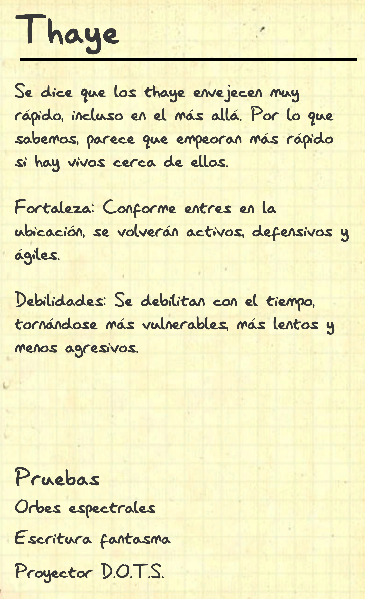 Thaye
Se dice que los thaye envejecen muy
rápido, incluso en el más allá. Por lo que
sabemos, parece que empeoran más rápido
si hay vivos cerca de ellos.
Fortaleza: Conforme entres en la
ubicación, se volverán activos, defensivos y
ágiles.
Debilidades: Se debilitan con el tiempo,
tornándose más vulnerables, más lentos y
menos agresivos.
Pruebas
Orbes espectrales
Escritura fantasma
Proyector D.O.T.S.